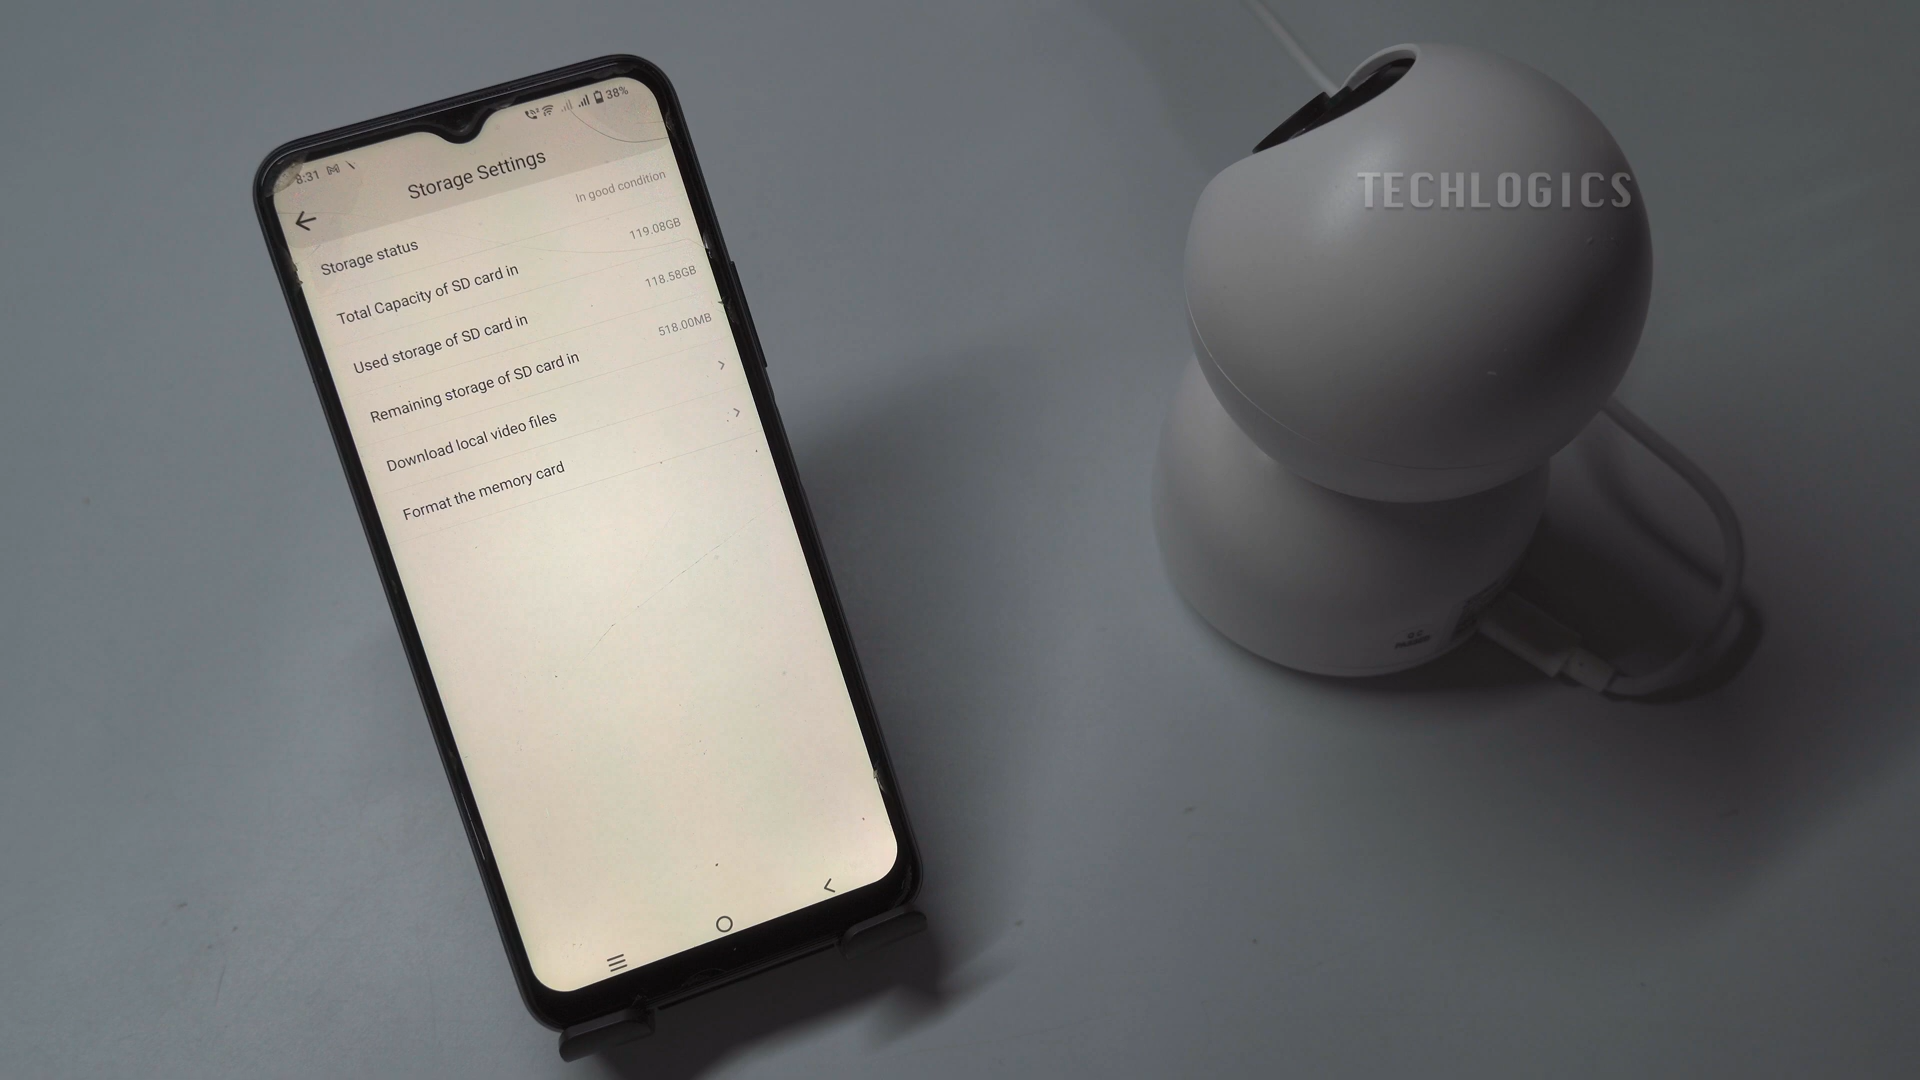 8:31
38%
Storage Settings
Storage status
In good condition
Total Capacity of SD card in
119.08GB
Used storage of SD card in
118.58GB
Remaining storage of SD card in
518.00MB
Download local video files
Format the memory card
TECHLOGICS
Q.C
PASSED